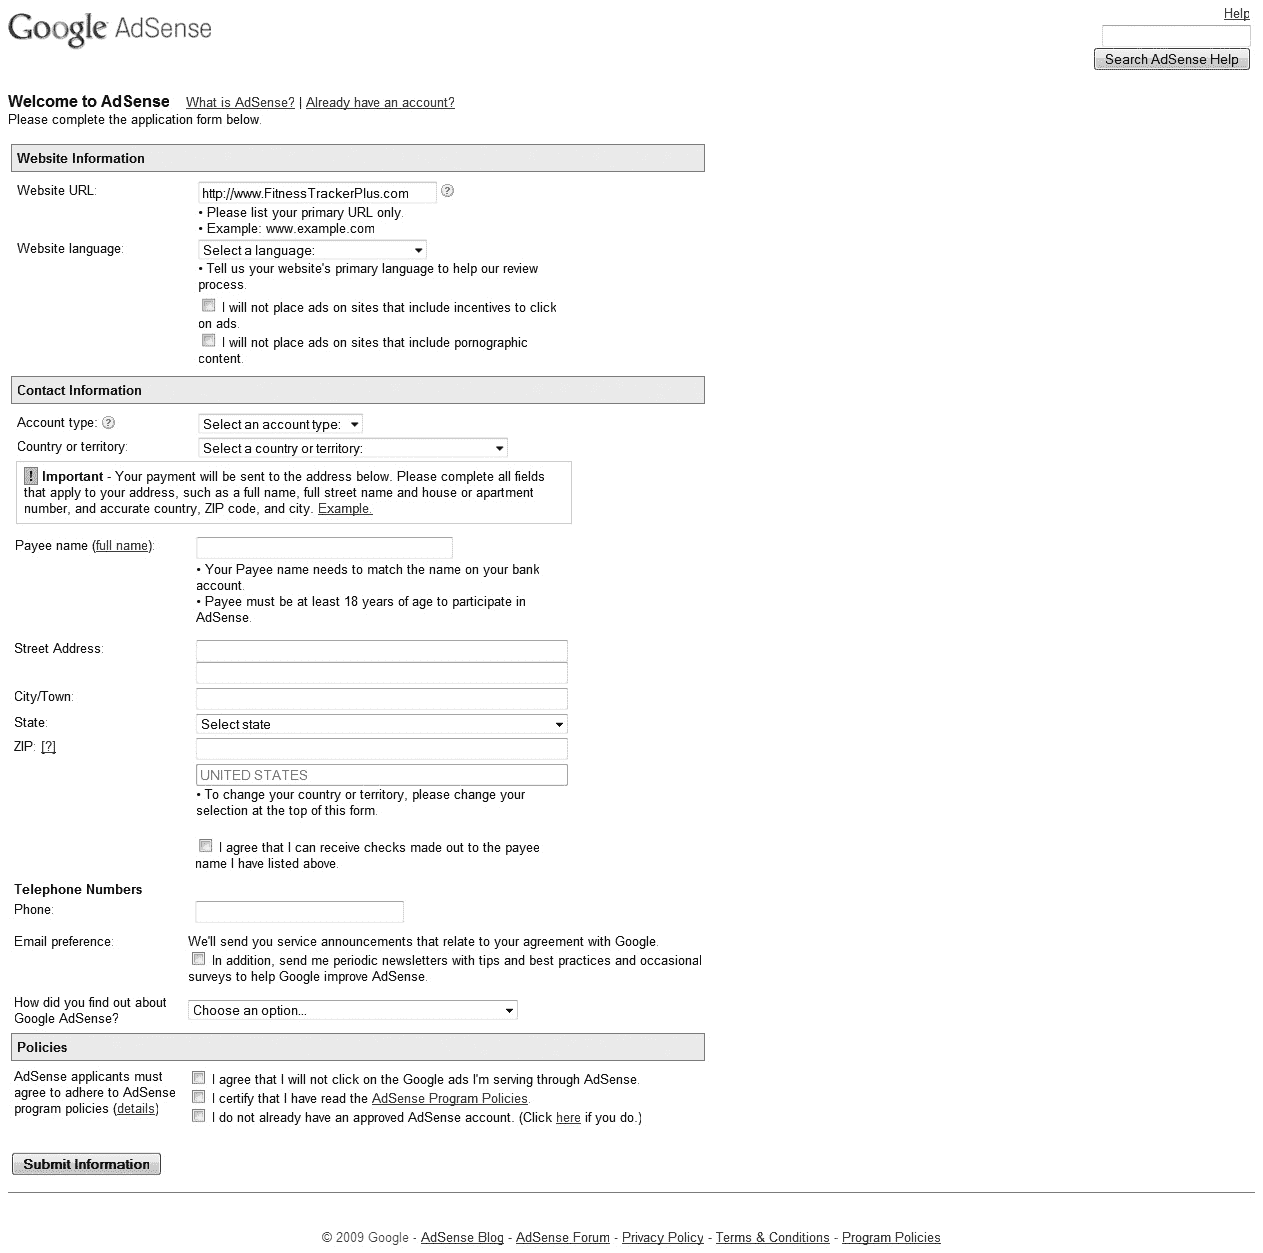 Google AdSense
Help
Search AdSense Help
Welcome to AdSense What is AdSense? | Already have an account?
Please complete the application form below.
Website Information
Website URL: http://www.FitnessTrackerPlus.com ?
• Please list your primary URL only.
• Example: www.example.com
Website language: Select a language:
• Tell us your website's primary language to help our review
process.
I will not place ads on sites that include incentives to click
on ads.
I will not place ads on sites that include pornographic
content.
Contact Information
Account type: ? Select an account type:
Country or territory: Select a country or territory:
! Important - Your payment will be sent to the address below. Please complete all fields
that apply to your address, such as a full name, full street name and house or apartment
number, and accurate country, ZIP code, and city. Example.
Payee name (full name):
• Your Payee name needs to match the name on your bank
account.
• Payee must be at least 18 years of age to participate in
AdSense.
Street Address:
City/Town:
State: Select state
ZIP: [?]
UNITED STATES
• To change your country or territory, please change your
selection at the top of this form.
I agree that I can receive checks made out to the payee
name I have listed above.
Telephone Numbers
Phone:
Email preference: We'll send you service announcements that relate to your agreement with Google.
In addition, send me periodic newsletters with tips and best practices and occasional
surveys to help Google improve AdSense.
How did you find out about
Google AdSense? Choose an option...
Policies
AdSense applicants must
agree to adhere to AdSense
program policies (details)
I agree that I will not click on the Google ads I'm serving through AdSense.
I certify that I have read the AdSense Program Policies.
I do not already have an approved AdSense account. (Click here if you do.)
Submit Information
© 2009 Google - AdSense Blog - AdSense Forum - Privacy Policy - Terms & Conditions - Program Policies